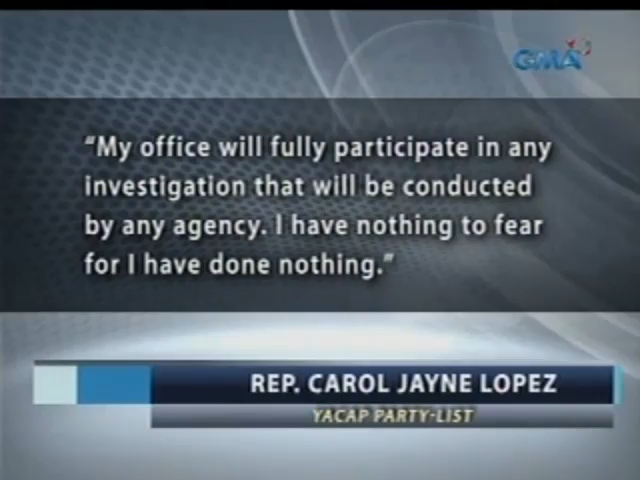 GMA
“My office will fully participate in any
investigation that will be conducted
by any agency. I have nothing to fear
for I have done nothing.”
REP. CAROL JAYNE LOPEZ
YACAP PARTY-LIST